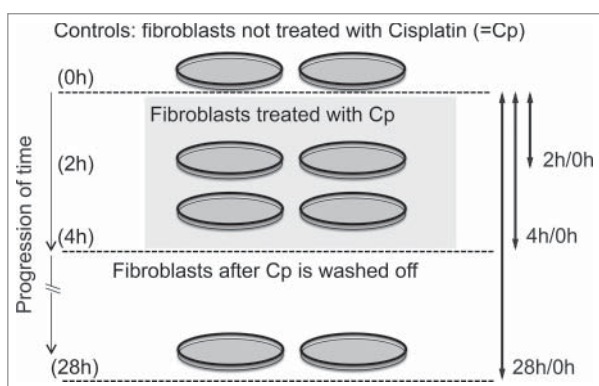 Controls: fibroblasts not treated with Cisplatin (=Cp)
(0h)
Fibroblasts treated with Cp
(2h)
2h/0h
(4h)
4h/0h
Fibroblasts after Cp is washed off
(28h)
28h/0h
Progression of time